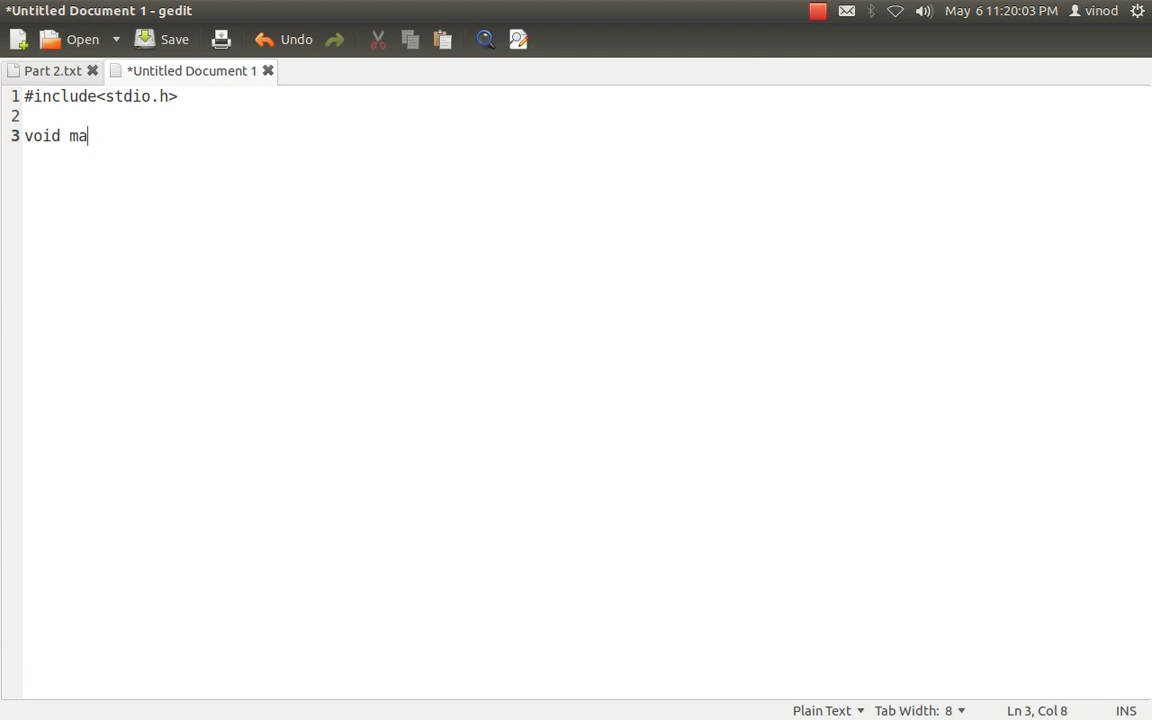 *Untitled Document 1 - gedit
May 6 11:20:03 PM
vinod
Open
Save
Undo
Part 2.txt
*Untitled Document 1
1 #include<stdio.h>
2
3 void ma
Plain Text
Tab Width: 8
Ln 3, Col 8
INS